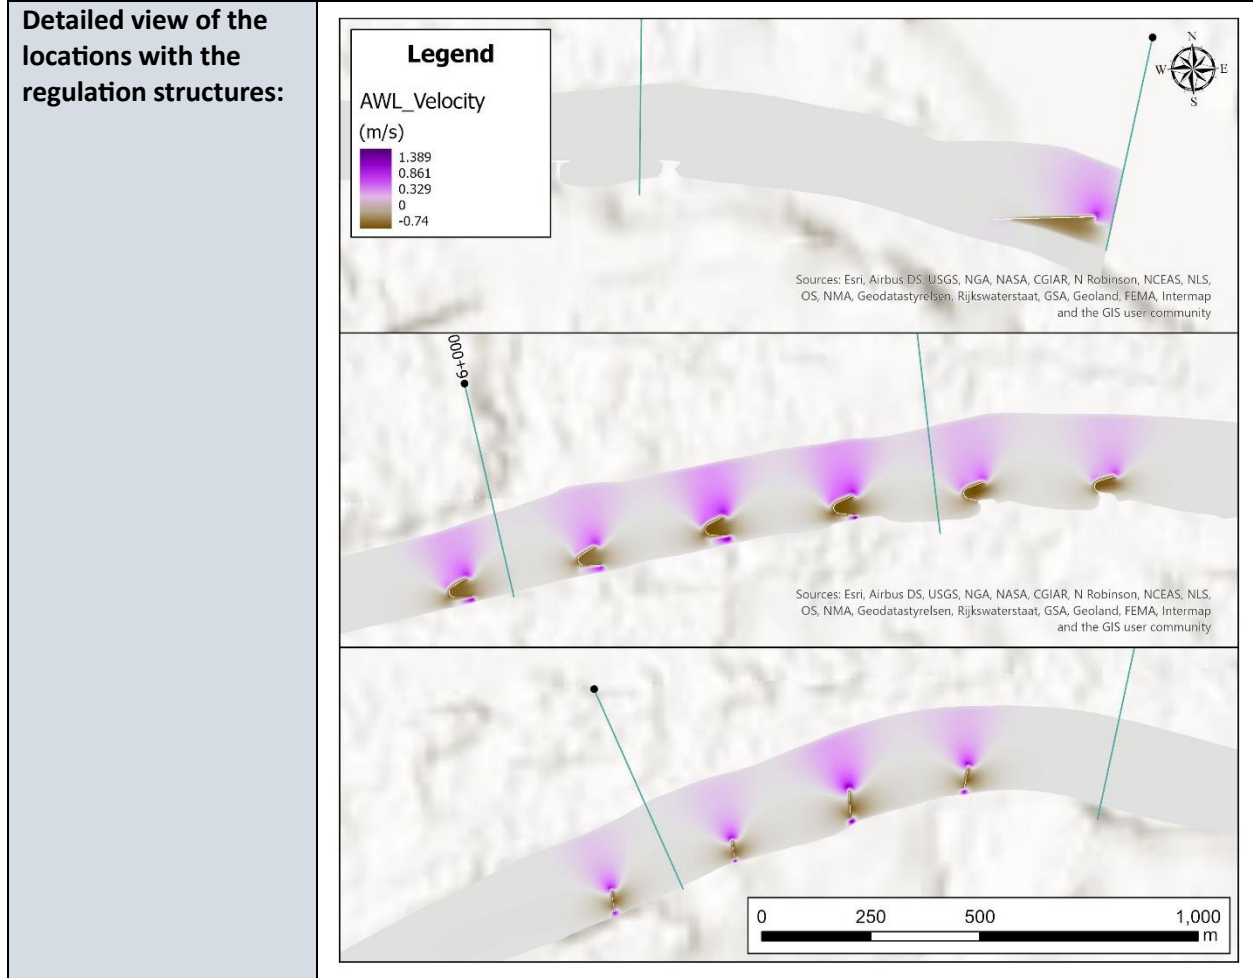 Detailed view of the
locations with the
regulation structures:
Legend
AWL_Velocity
(m/s)
1.389
0.861
0.329
0
-0.74
N
W
E
S
Sources: Esri, Airbus DS, USGS, NGA, NASA, CGIAR, N Robinson, NCEAS, NLS,
OS, NMA, Geodatastyrelsen, Rijkswaterstaat, GSA, Geoland, FEMA, Intermap
and the GIS user community
6+000
Sources: Esri, Airbus DS, USGS, NGA, NASA, CGIAR, N Robinson, NCEAS, NLS,
OS, NMA, Geodatastyrelsen, Rijkswaterstaat, GSA, Geoland, FEMA, Intermap
and the GIS user community
0 250 500 1,000
m